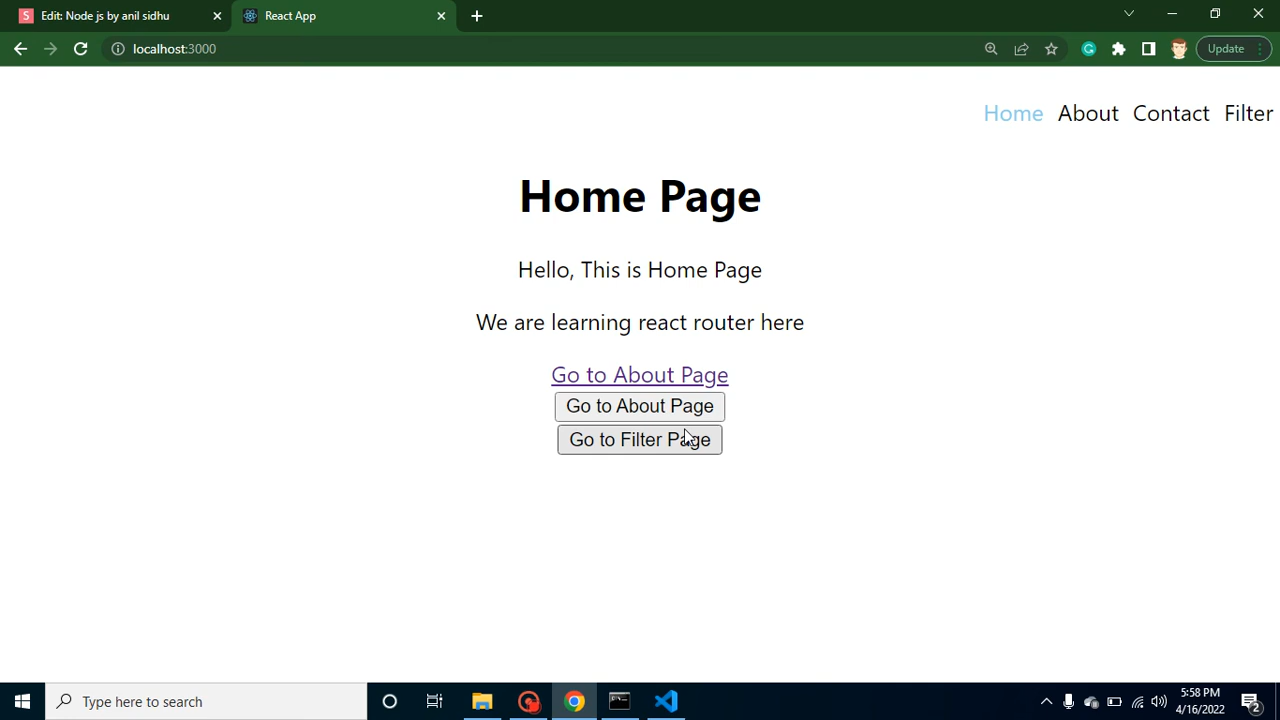 Edit: Node js by anil sidhu
React App
localhost:3000
Update
Home About Contact Filter
Home Page
Hello, This is Home Page
We are learning react router here
Go to About Page
Go to About Page
Go to Filter Page
Type here to search
5:58 PM
4/16/2022
2